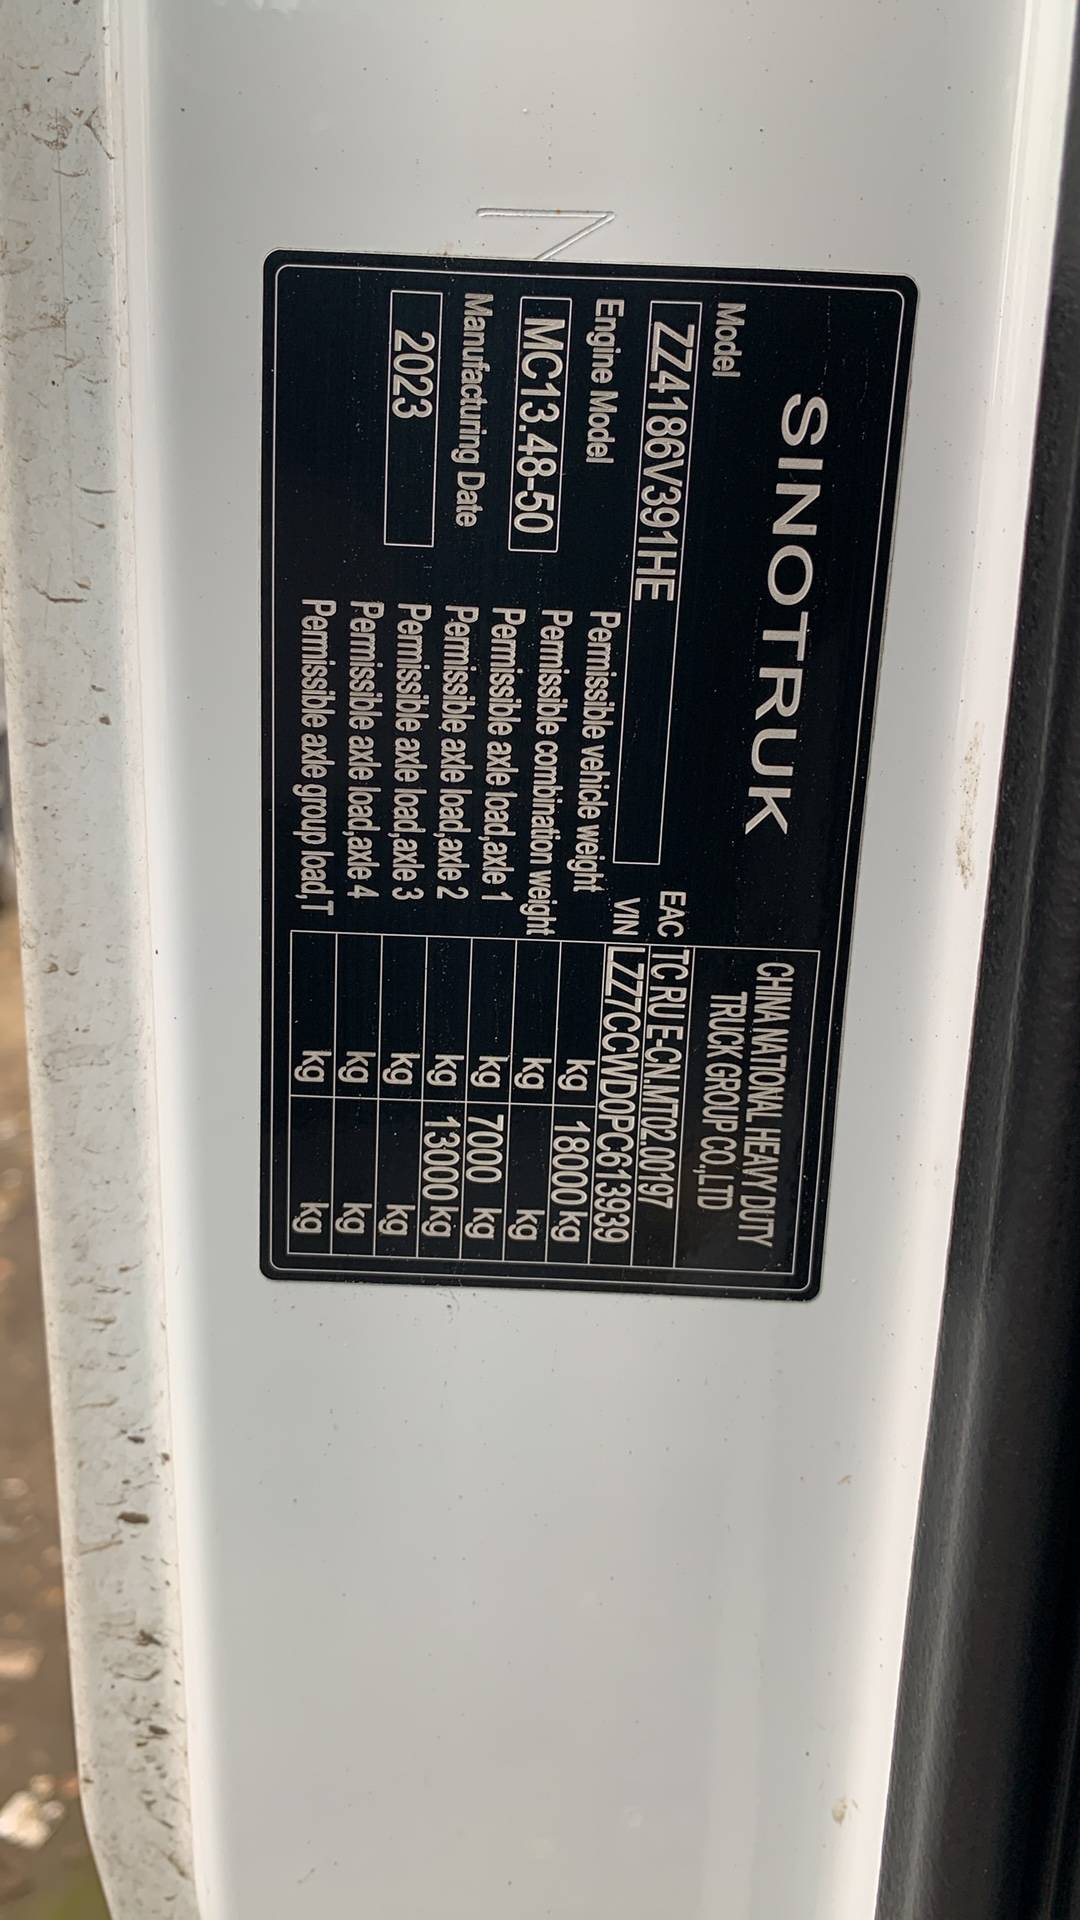 SINOTRUK
CHINA NATIONAL HEAVY DUTY
TRUCK GROUP CO.,LTD
Model
ZZ4186V391HE
EAC TC RU E-CN.MT02.00197
VIN LZZ7CCWD0PC613939
Engine Model
MC13.48-50
Manufacturing Date
2023
Permissible vehicle weight kg 18000 kg
Permissible combination weight kg kg
Permissible axle load,axle 1 kg 7000 kg
Permissible axle load,axle 2 kg 13000 kg
Permissible axle load,axle 3 kg kg
Permissible axle load,axle 4 kg kg
Permissible axle group load,T kg kg